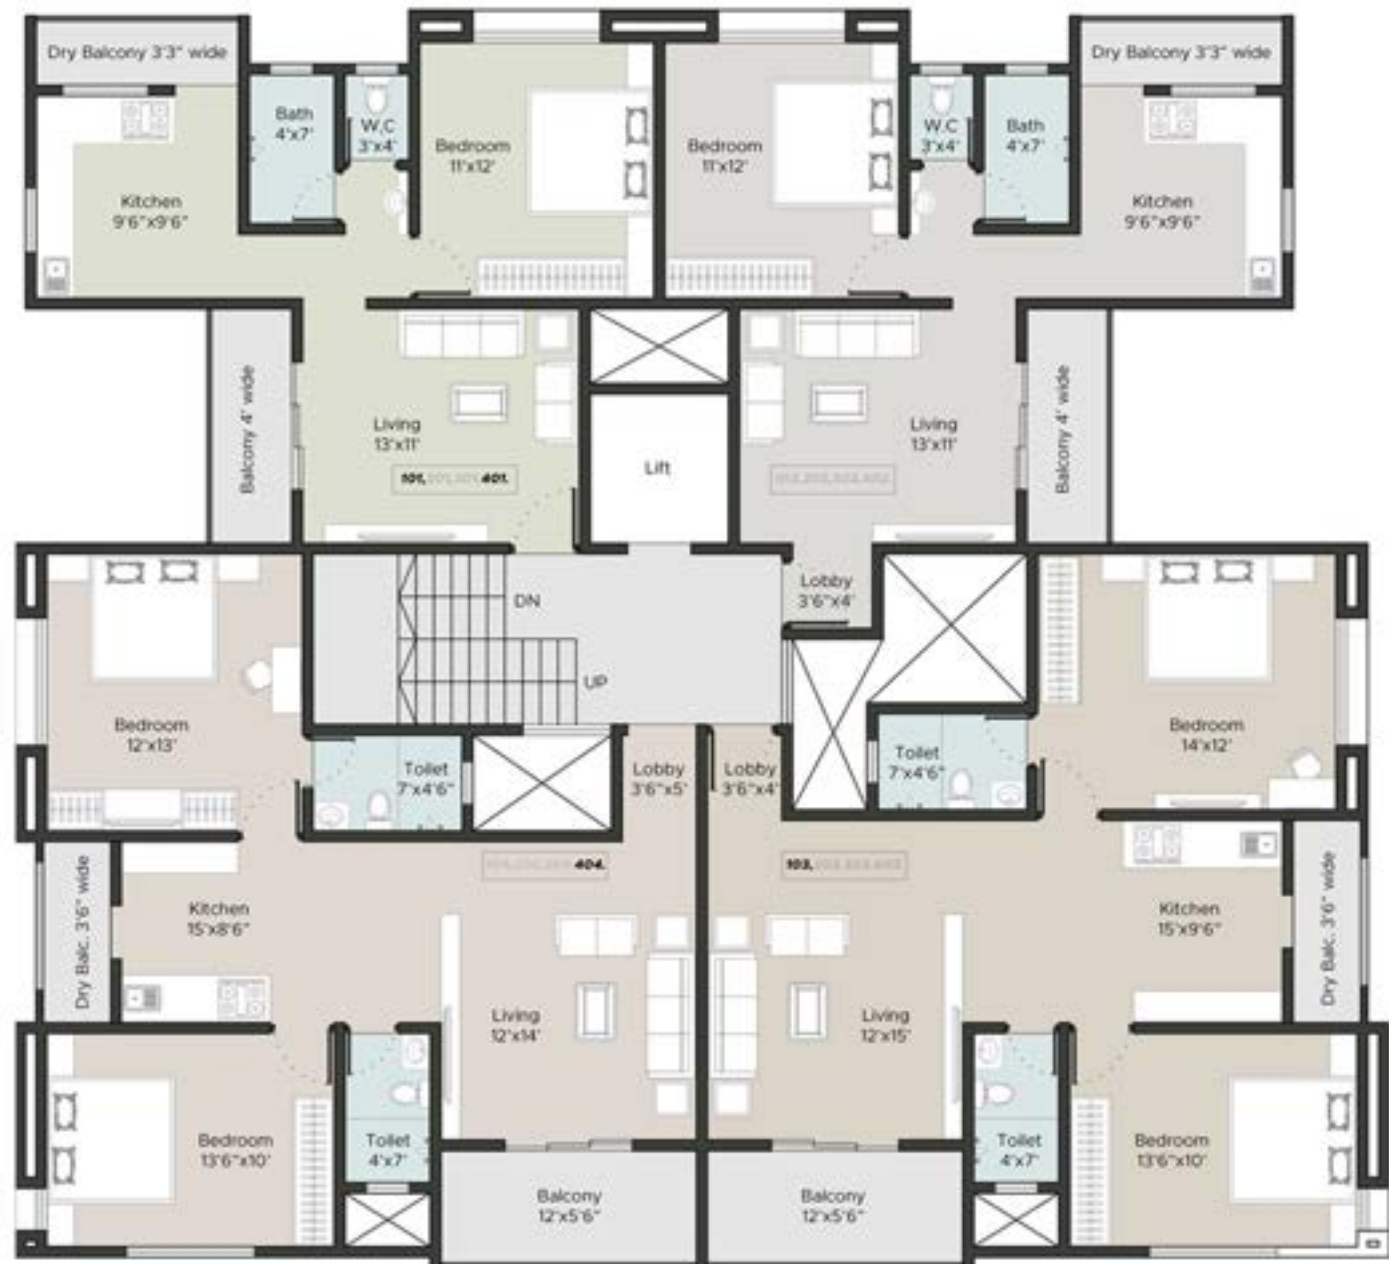 Dry Balcony 3'3" wide
Bath
4'x7'
W.C
3'x4'
Bedroom
11'x12'
Kitchen
9'6"x9'6"
Bedroom
11'x12'
W.C
3'x4'
Bath
4'x7'
Dry Balcony 3'3" wide
Kitchen
9'6"x9'6"
Balcony 4' wide
Living
13'x11'
101, 401.
Lift
Living
13'x11'
Balcony 4' wide
DN
UP
Lobby
3'6"x4'
Bedroom
12'x13'
Toilet
7'x4'6"
Lobby
3'6"x5'
Lobby
3'6"x4'
Toilet
7'x4'6"
Bedroom
14'x12'
404.
103,
Dry Balc. 3'6" wide
Kitchen
15'x8'6"
Living
12'x14'
Living
12'x15'
Kitchen
15'x9'6"
Dry Balc. 3'6" wide
Bedroom
13'6"x10'
Toilet
4'x7'
Balcony
12'x5'6"
Balcony
12'x5'6"
Toilet
4'x7'
Bedroom
13'6"x10'